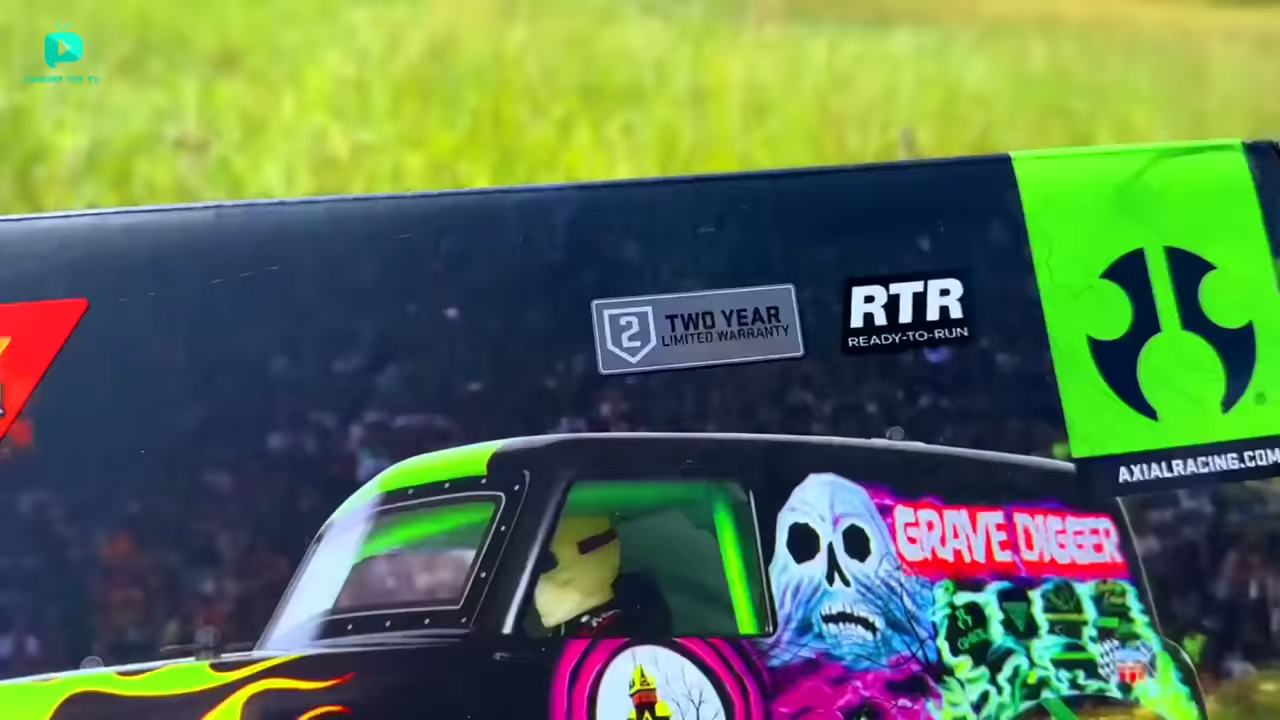 2
TWO YEAR
LIMITED WARRANTY
RTR
READY-TO-RUN
AXIALRACING.COM
GRAVE DIGGER